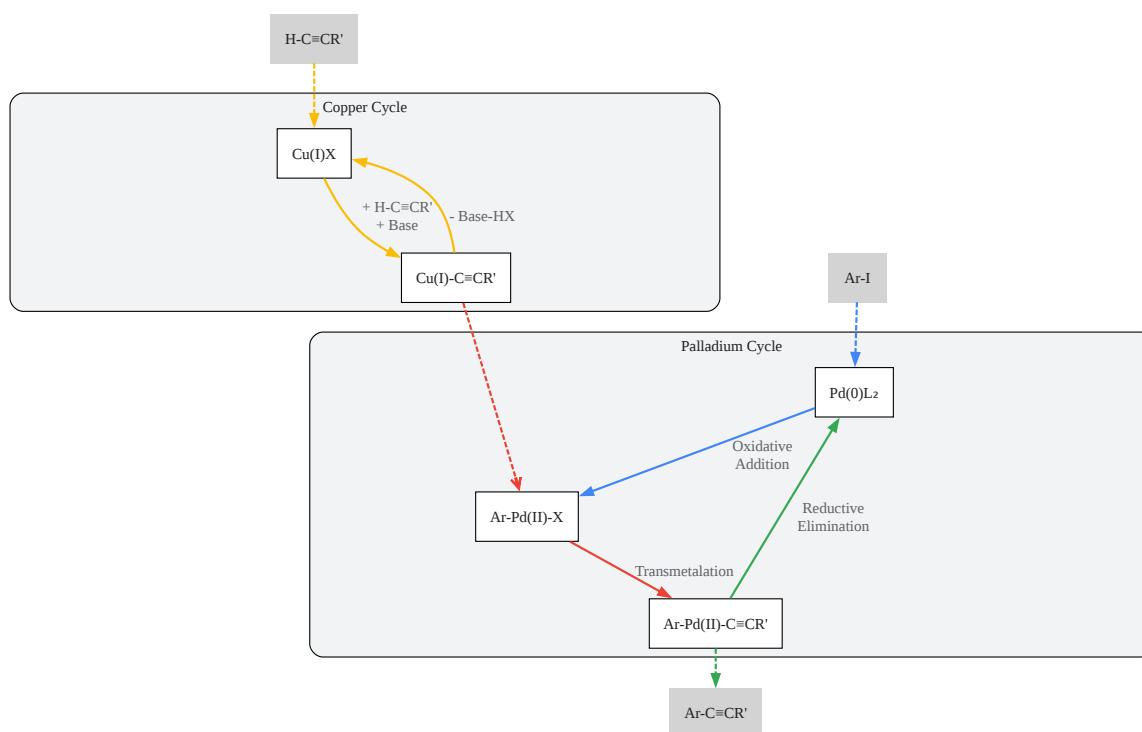 H-C≡CR'
Copper Cycle
Cu(I)X
+ H-C≡CR'
+ Base
- Base-HX
Cu(I)-C≡CR'
Ar-I
Palladium Cycle
Pd(0)L₂
Oxidative
Addition
Ar-Pd(II)-X
Reductive
Elimination
Transmetalation
Ar-Pd(II)-C≡CR'
Ar-C≡CR'